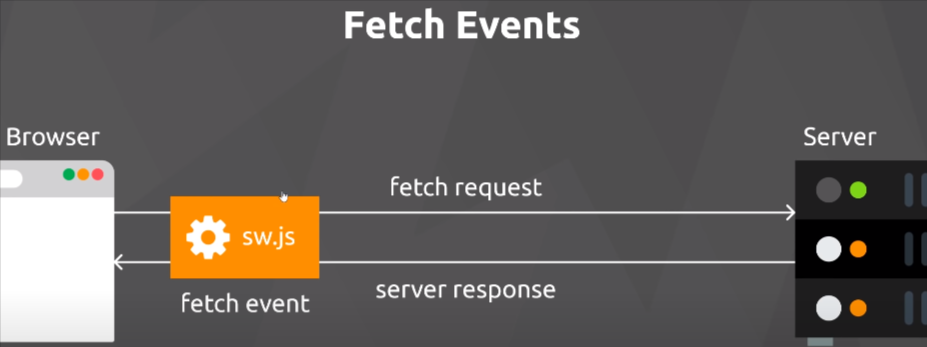 Fetch Events
Browser
Server
fetch request
sw.js
server response
fetch event